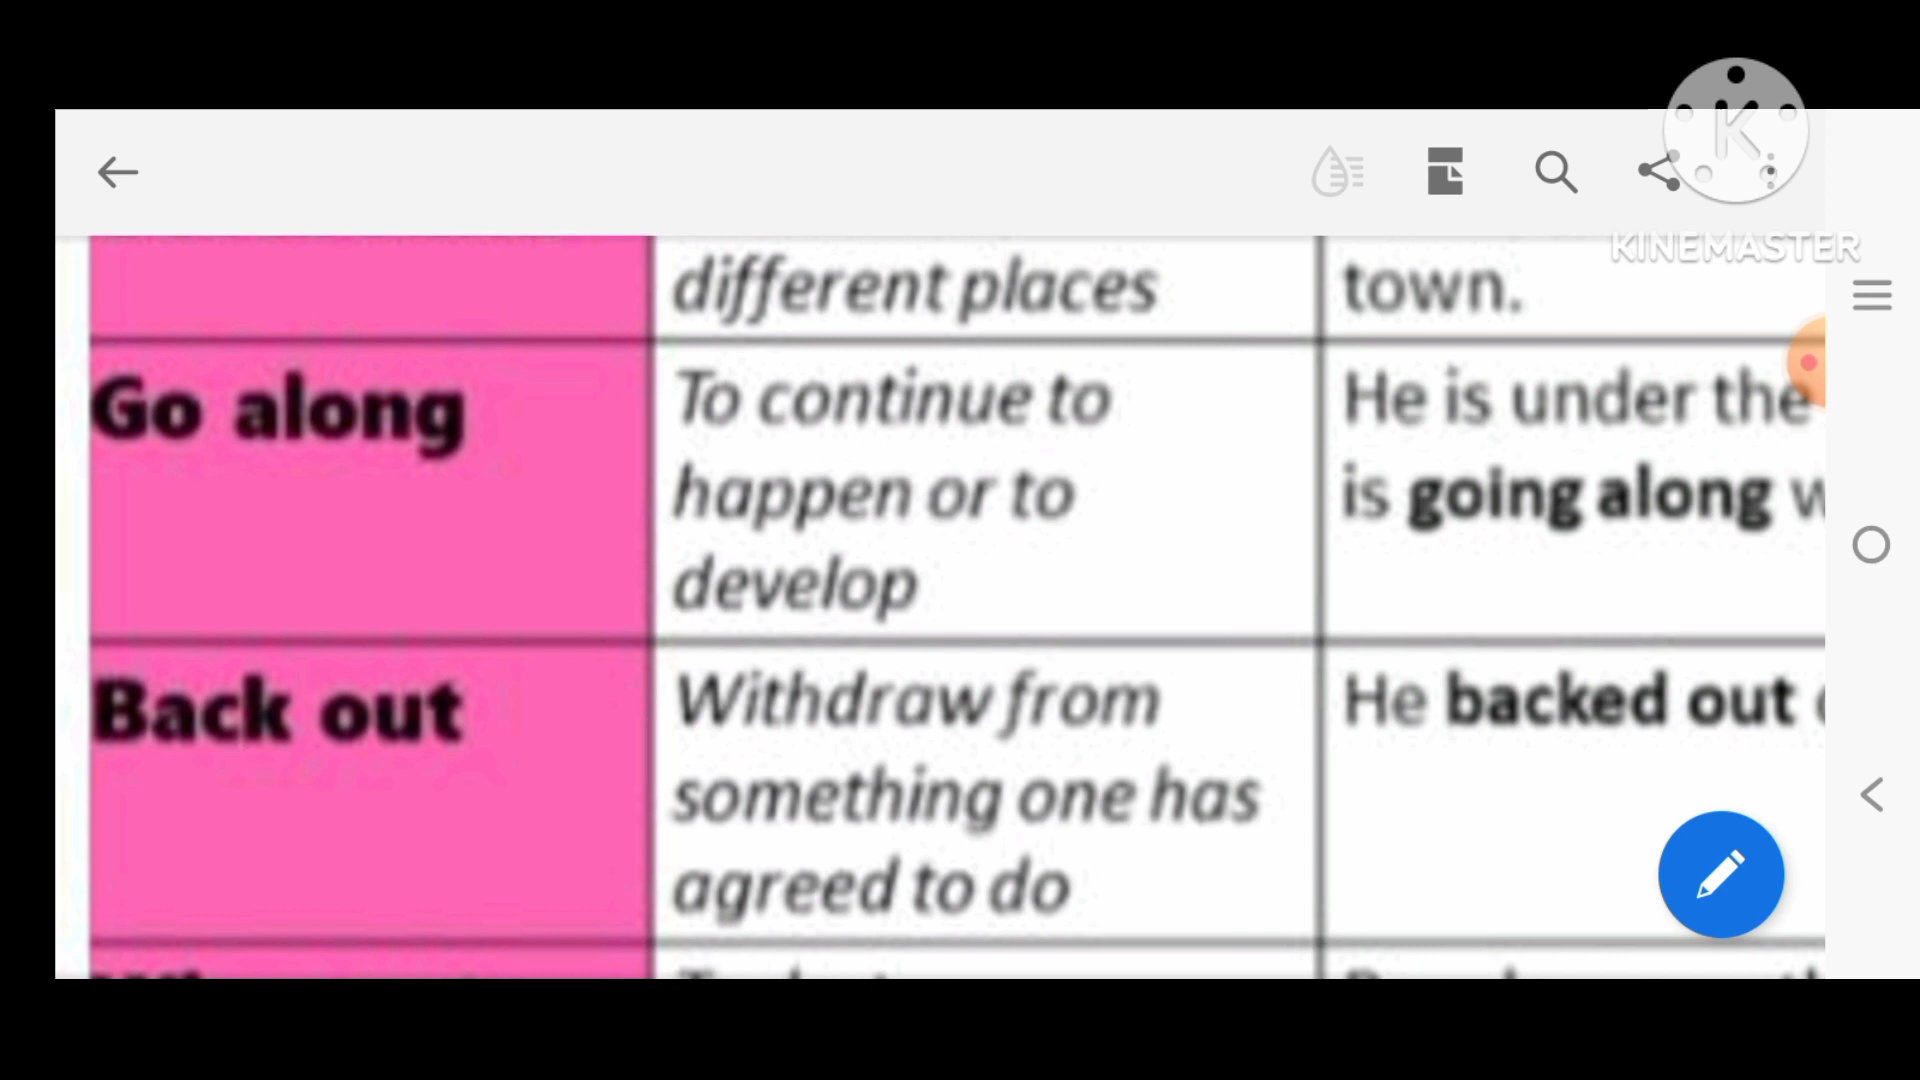 KINEMASTER
different places
town.
Go along
To continue to
happen or to
develop
He is under the
is going along
Back out
Withdraw from
something one has
agreed to do
He backed out